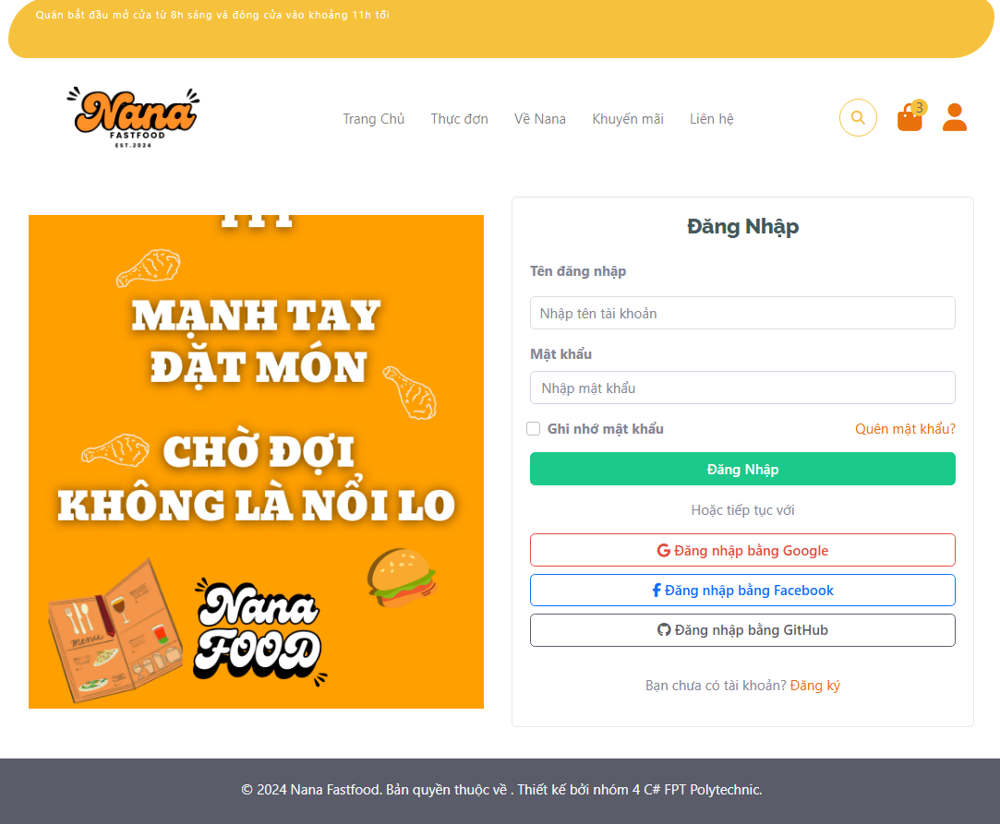 Quán bắt đầu mở cửa từ 8h sáng và đóng cửa vào khoảng 11h tối
Nana
FASTFOOD
EST.2024
Trang Chủ
Thực đơn
Về Nana
Khuyến mãi
Liên hệ
3
MẠNH TAY
ĐẶT MÓN
CHỜ ĐỢI
KHÔNG LÀ NỔI LO
menu
Nana
FOOD
Đăng Nhập
Tên đăng nhập
Nhập tên tài khoản
Mật khẩu
Nhập mật khẩu
Ghi nhớ mật khẩu
Quên mật khẩu?
Đăng Nhập
Hoặc tiếp tục với
Đăng nhập bằng Google
Đăng nhập bằng Facebook
Đăng nhập bằng GitHub
Bạn chưa có tài khoản? Đăng ký
© 2024 Nana Fastfood. Bản quyền thuộc về . Thiết kế bởi nhóm 4 C# FPT Polytechnic.